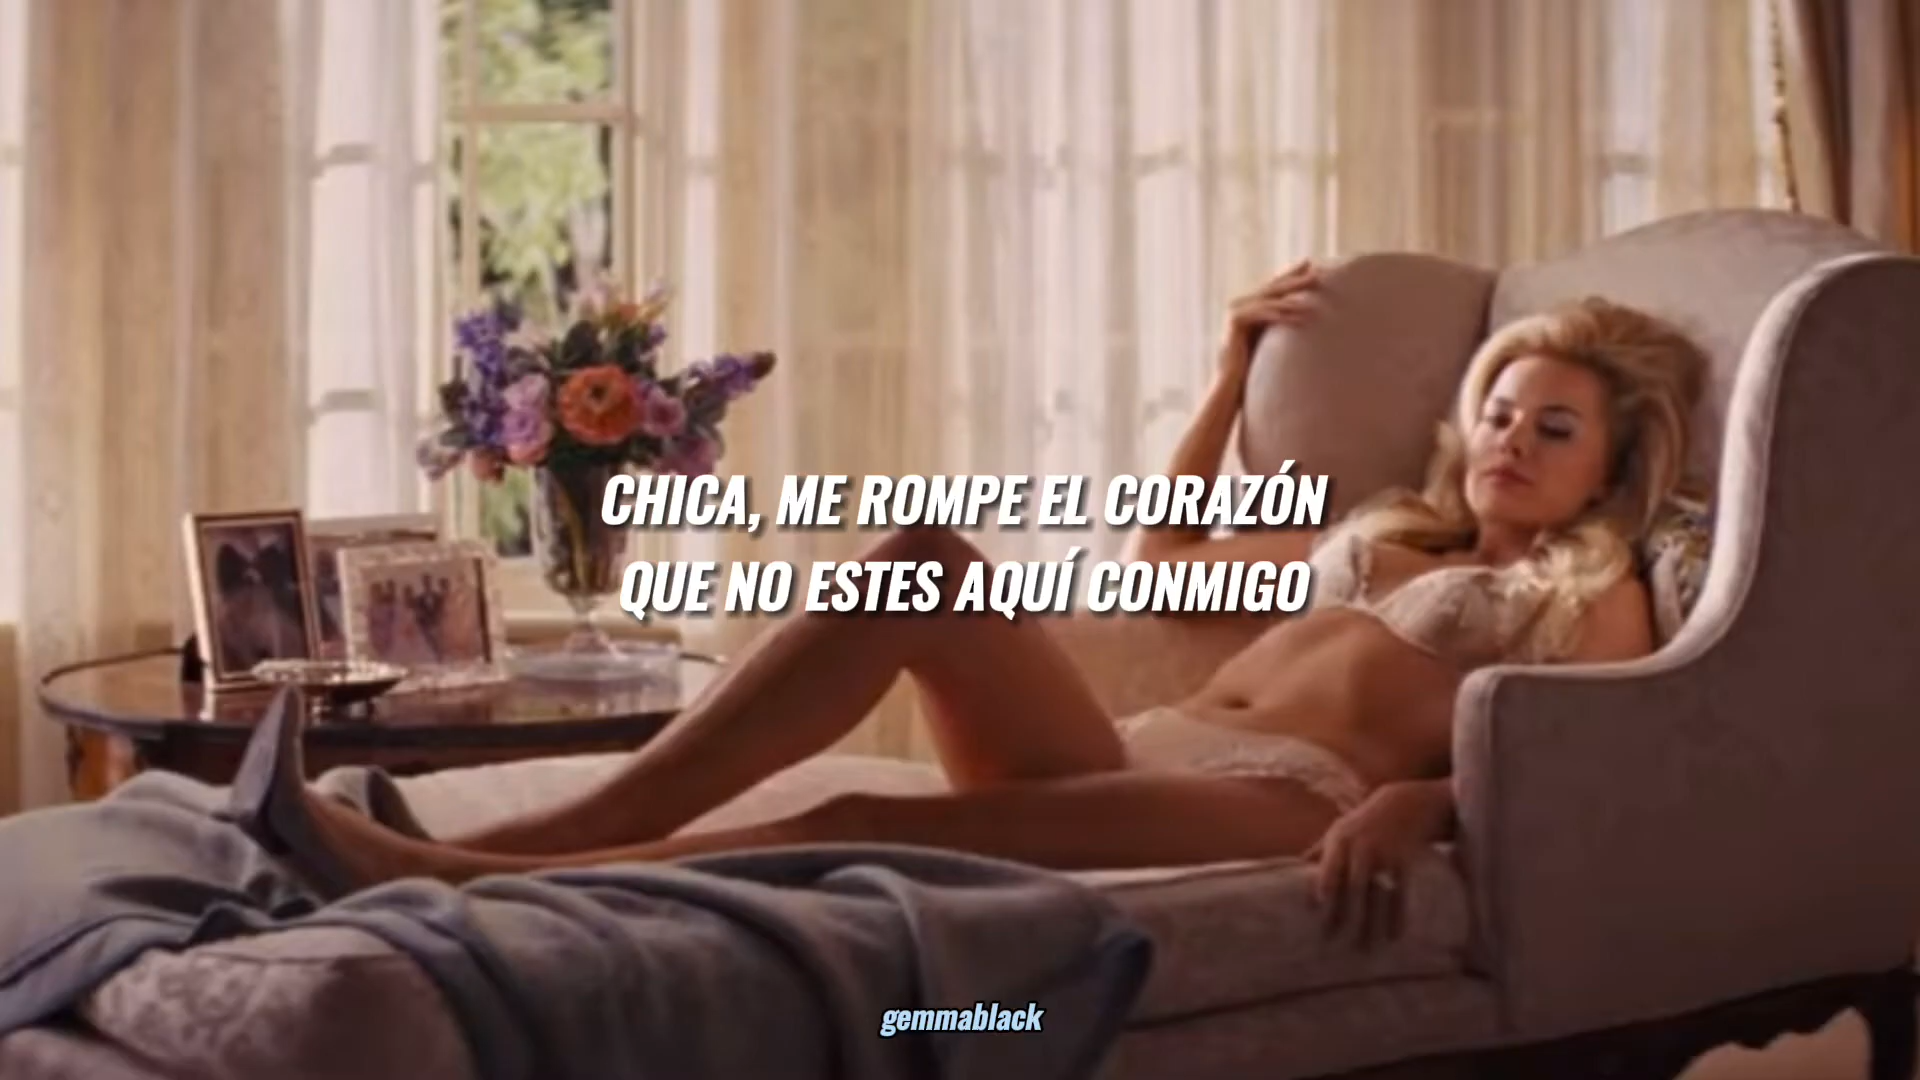 CHICA, ME ROMPE EL CORAZÓN
QUE NO ESTES AQUÍ CONMIGO
gemmablack